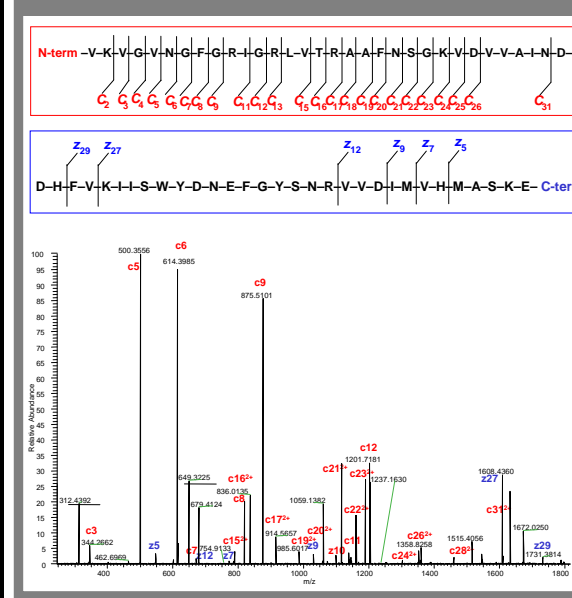 N-term –V–K–V–G–V–N–G–F–G–R–I–G–R–L–V–T–R–A–A–F–N–S–G–K–V–D–V–V–A–I–N–D–
C2 C3 C4 C5 C6 C7 C8 C9 C11 C12 C13 C15 C16 C17 C18 C19 C20 C21 C22 C23 C24 C25 C26 C31
z29 z27 z12 z9 z7 z5
D–H–F–V–K–I–I–S–W–Y–D–N–E–F–G–Y–S–N–R–V–V–D–I–M–V–H–M–A–S–K–E– C-ter
100
95
90
85
80
75
70
65
60
55
50
45
40
35
30
25
20
15
10
5
0
Relative Abundance
500.3556
c5
c6
614.3985
c9
875.5101
312.4392
c3
344.2662
462.6969
z5
649.3225
679.4124
c7
z12
754.9133
z7
c15²⁺
c16²⁺
836.0135
c8
c17²⁺
914.5657
c19²⁺
985.6017
c20²⁺
z9
1059.1382
z10
c21²⁺
c22²⁺
c11
c23²⁺
c12
1201.7181
1237.1630
c24²⁺
c26²⁺
1358.8258
c28²⁺
1515.4056
1608.4360
z27
c31²⁺
1672.0250
z29
1731.3814
400 600 800 1000 1200 1400 1600 1800
m/z